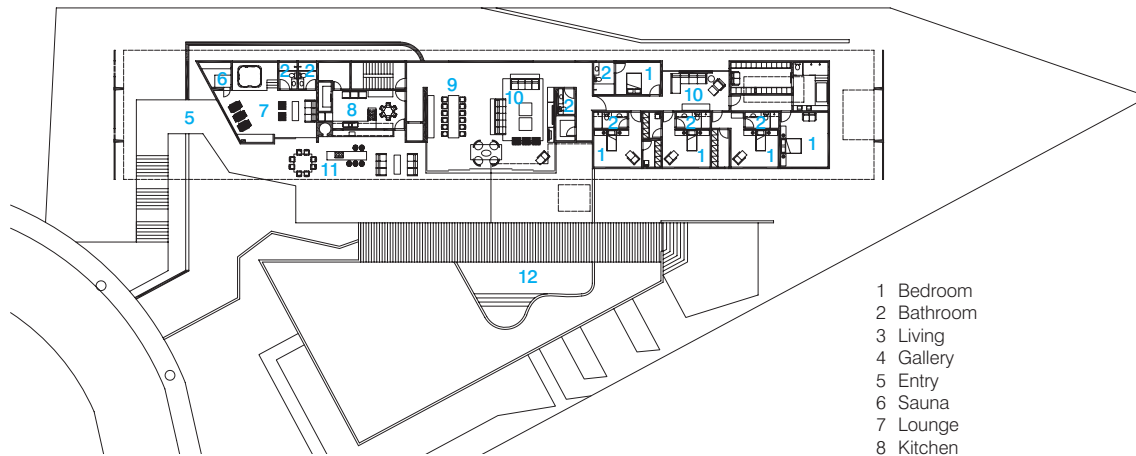 2 2 2 1
6 9 10 10
7 8 2
5 2 2 2
1 1 1 1
11
12
1 Bedroom
2 Bathroom
3 Living
4 Gallery
5 Entry
6 Sauna
7 Lounge
8 Kitchen